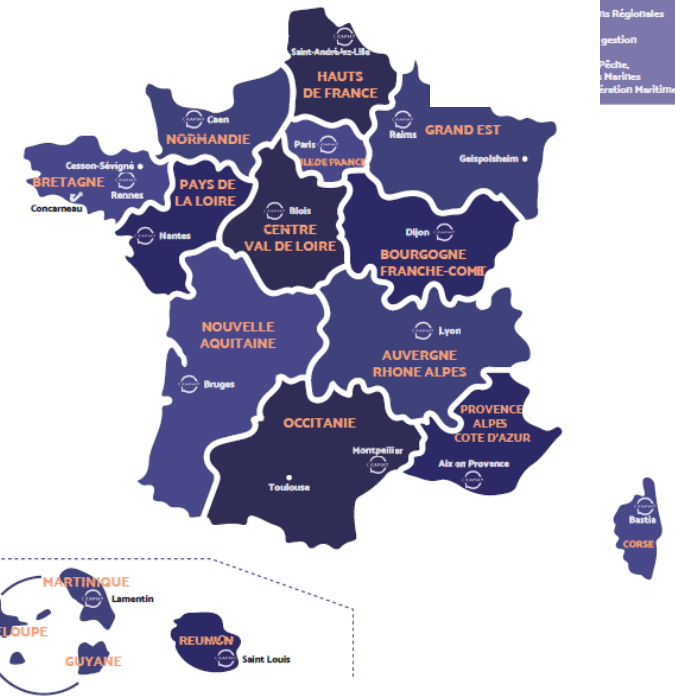 ns Régionales
gestion
Pêche,
s Marines
ération Maritime
Saint-André-lez-Lille
HAUTS
DE FRANCE
Caen
NORMANDIE
Paris
ILE DE FRANCE
Reims
GRAND EST
Geispolsheim
Cesson-Sévigné
BRETAGNE
Rennes
Concarneau
PAYS DE
LA LOIRE
Nantes
Blois
CENTRE
VAL DE LOIRE
Dijon
BOURGOGNE
FRANCHE-COMTE
NOUVELLE
AQUITAINE
Bruges
Lyon
AUVERGNE
RHONE ALPES
OCCITANIE
Montpellier
Toulouse
PROVENCE
ALPES
COTE D'AZUR
Aix en Provence
Bastia
CORSE
MARTINIQUE
Lamentin
ELOUPE
GUYANE
REUNION
Saint Louis